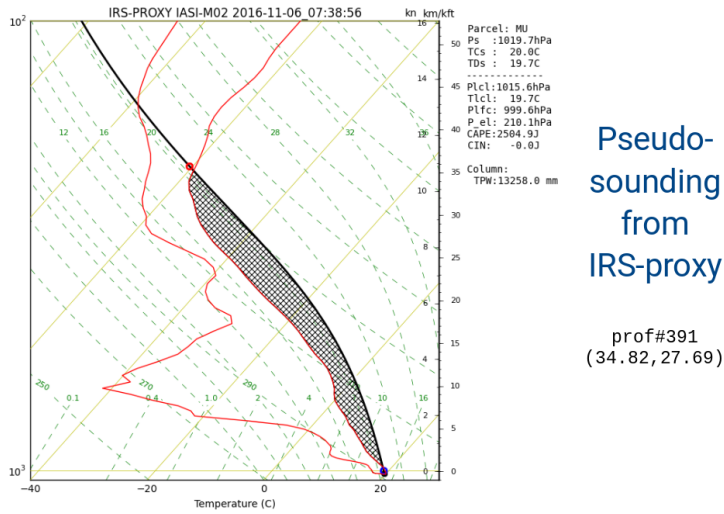 IRS-PROXY IASI-M02 2016-11-06_07:38:56
kn km/kft
10²
16
50
14
45
12
40
35
10
30
8
25
6
20
15
4
10
2
5
0
0
12
16
20
24
28
32
36
250
270
290
0.1
0.4
1.0
2
4
7
10
16
10³
−40
−20
0
20
Temperature (C)
Parcel: MU
Ps :1019.7hPa
TCs : 20.0C
TDs : 19.7C
-------------
Plcl:1015.6hPa
Tlcl: 19.7C
Plfc: 999.6hPa
P_el: 210.1hPa
CAPE:2504.9J
CIN: -0.0J
Column:
TPW:13258.0 mm
Pseudo-
sounding
from
IRS-proxy
prof#391
(34.82,27.69)